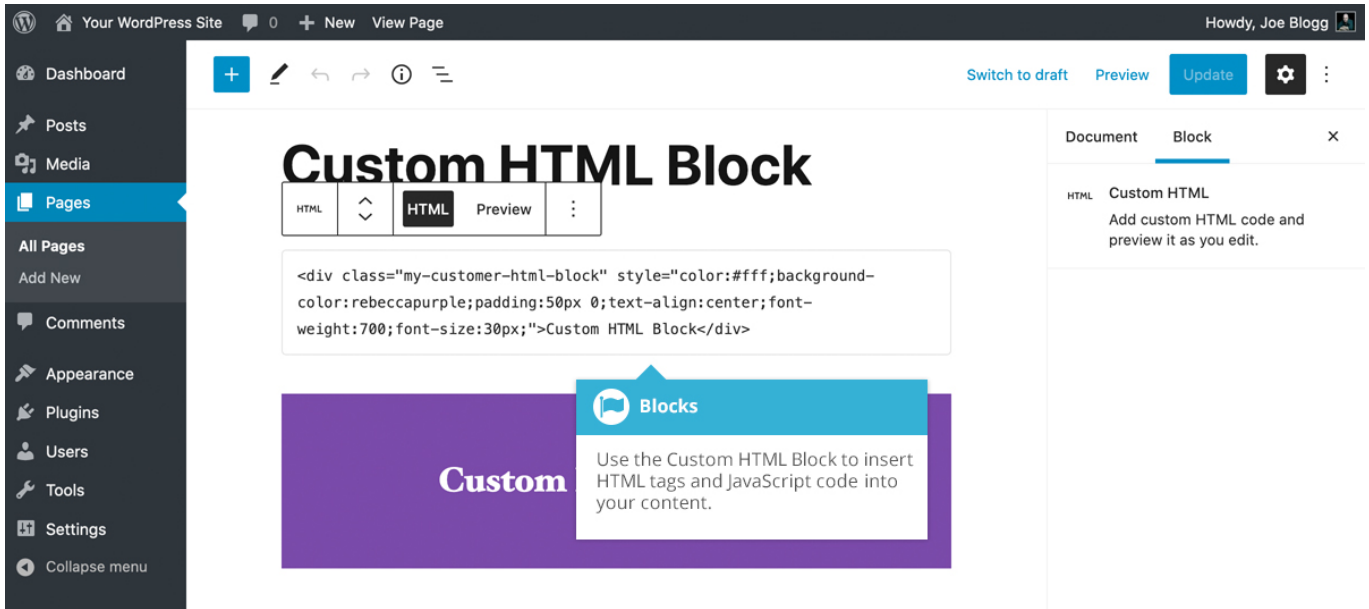 Your WordPress Site 0 New View Page Howdy, Joe Blogg
Dashboard
Posts
Media
Pages
All Pages
Add New
Comments
Appearance
Plugins
Users
Tools
Settings
Collapse menu
Switch to draft Preview Update
Custom HTML Block
HTML HTML Preview
<div class="my-customer-html-block" style="color:#fff;background-
color:rebeccapurple;padding:50px 0;text-align:center;font-
weight:700;font-size:30px;">Custom HTML Block</div>
Custom
Blocks
Use the Custom HTML Block to insert
HTML tags and JavaScript code into
your content.
Document Block
HTML Custom HTML
Add custom HTML code and
preview it as you edit.